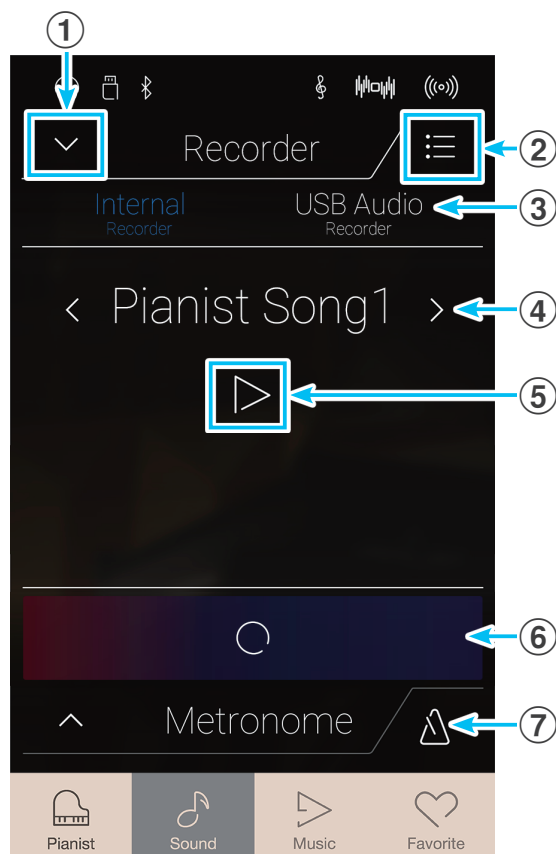 1
Recorder
2
Internal
Recorder
USB Audio
Recorder
3
Pianist Song1
4
5
6
Metronome
7
Pianist
Sound
Music
Favorite